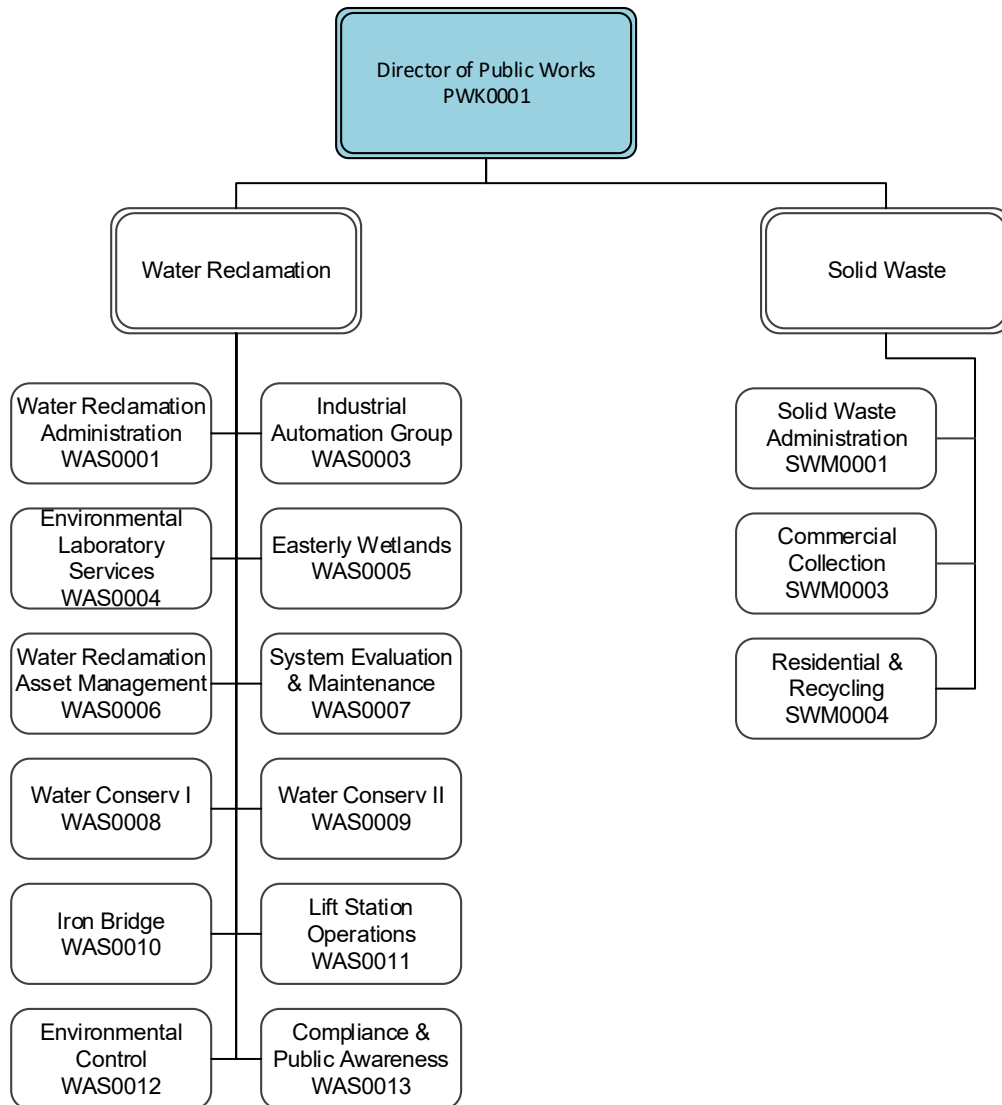 Director of Public Works
PWK0001
Water Reclamation
Solid Waste
Water Reclamation
Administration
WAS0001
Industrial
Automation Group
WAS0003
Solid Waste
Administration
SWM0001
Environmental
Laboratory
Services
WAS0004
Easterly Wetlands
WAS0005
Commercial
Collection
SWM0003
Water Reclamation
Asset Management
WAS0006
System Evaluation
& Maintenance
WAS0007
Residential &
Recycling
SWM0004
Water Conserv I
WAS0008
Water Conserv II
WAS0009
Iron Bridge
WAS0010
Lift Station
Operations
WAS0011
Environmental
Control
WAS0012
Compliance &
Public Awareness
WAS0013